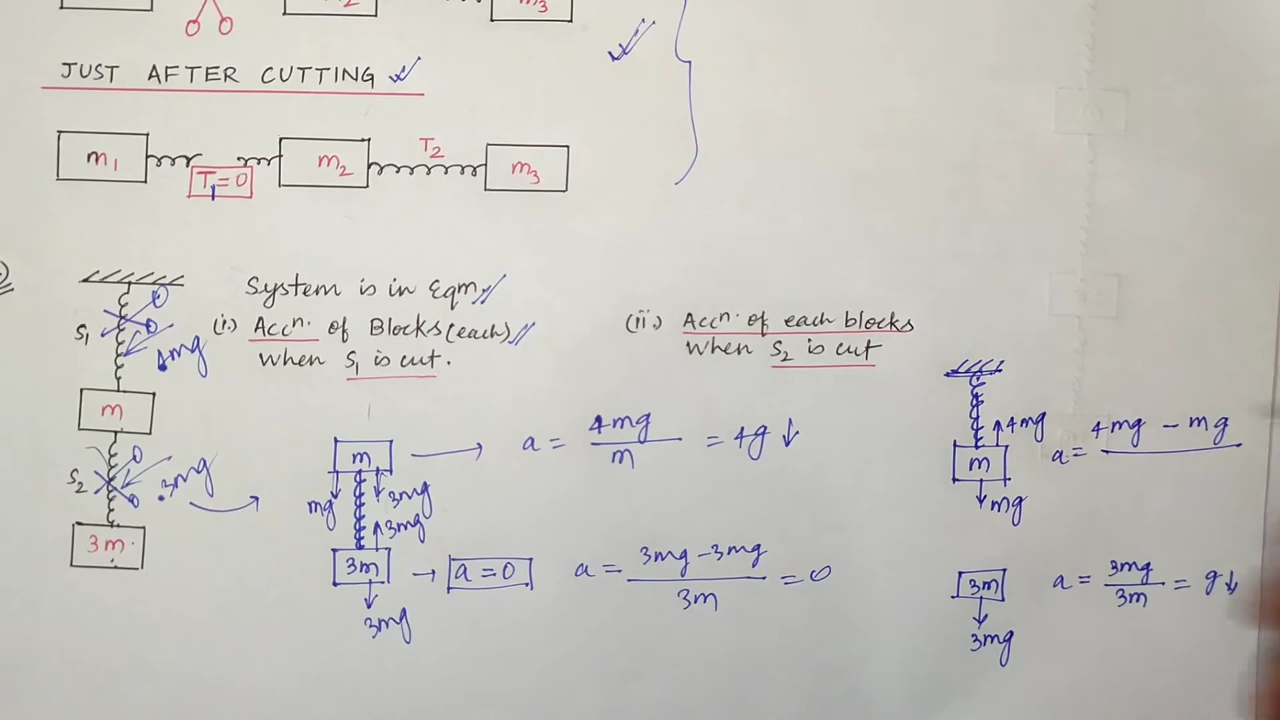 m3
JUST AFTER CUTTING
m1
T1=0
m2
T2
m3
System is in Eqm
(i.) Accn. of Blocks (each)
when S1 is cut.
(ii.) Accn. of each blocks
when S2 is cut
S1
4mg
m
S2
3mg
3m
m
mg
3mg
3mg
3m
3mg
a = 4mg/m = 4g ↓
→ a=0
a = 3mg-3mg/3m = 0
4mg
m
mg
a = 4mg - mg
3m
3mg
a = 3mg/3m = g↓